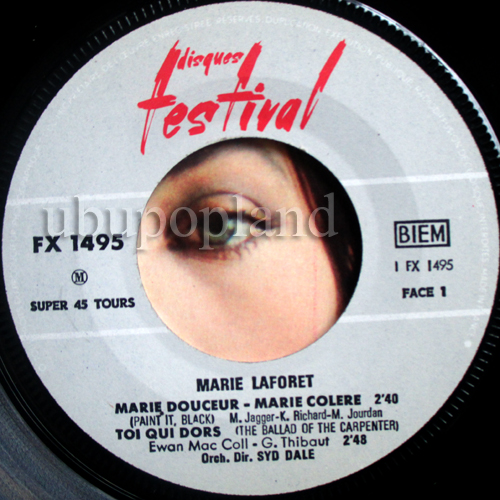 disques
festival
ubupopland
FX 1495
BIEM
M
1 FX 1495
SUPER 45 TOURS
FACE 1
MARIE LAFORET
MARIE DOUCEUR - MARIE COLERE 2'40
(PAINT IT, BLACK) M. Jagger-K. Richard-M. Jourdan
TOI QUI DORS (THE BALLAD OF THE CARPENTER)
Ewan Mac Coll - G. Thibaut 2'48
Orch. Dir. SYD DALE